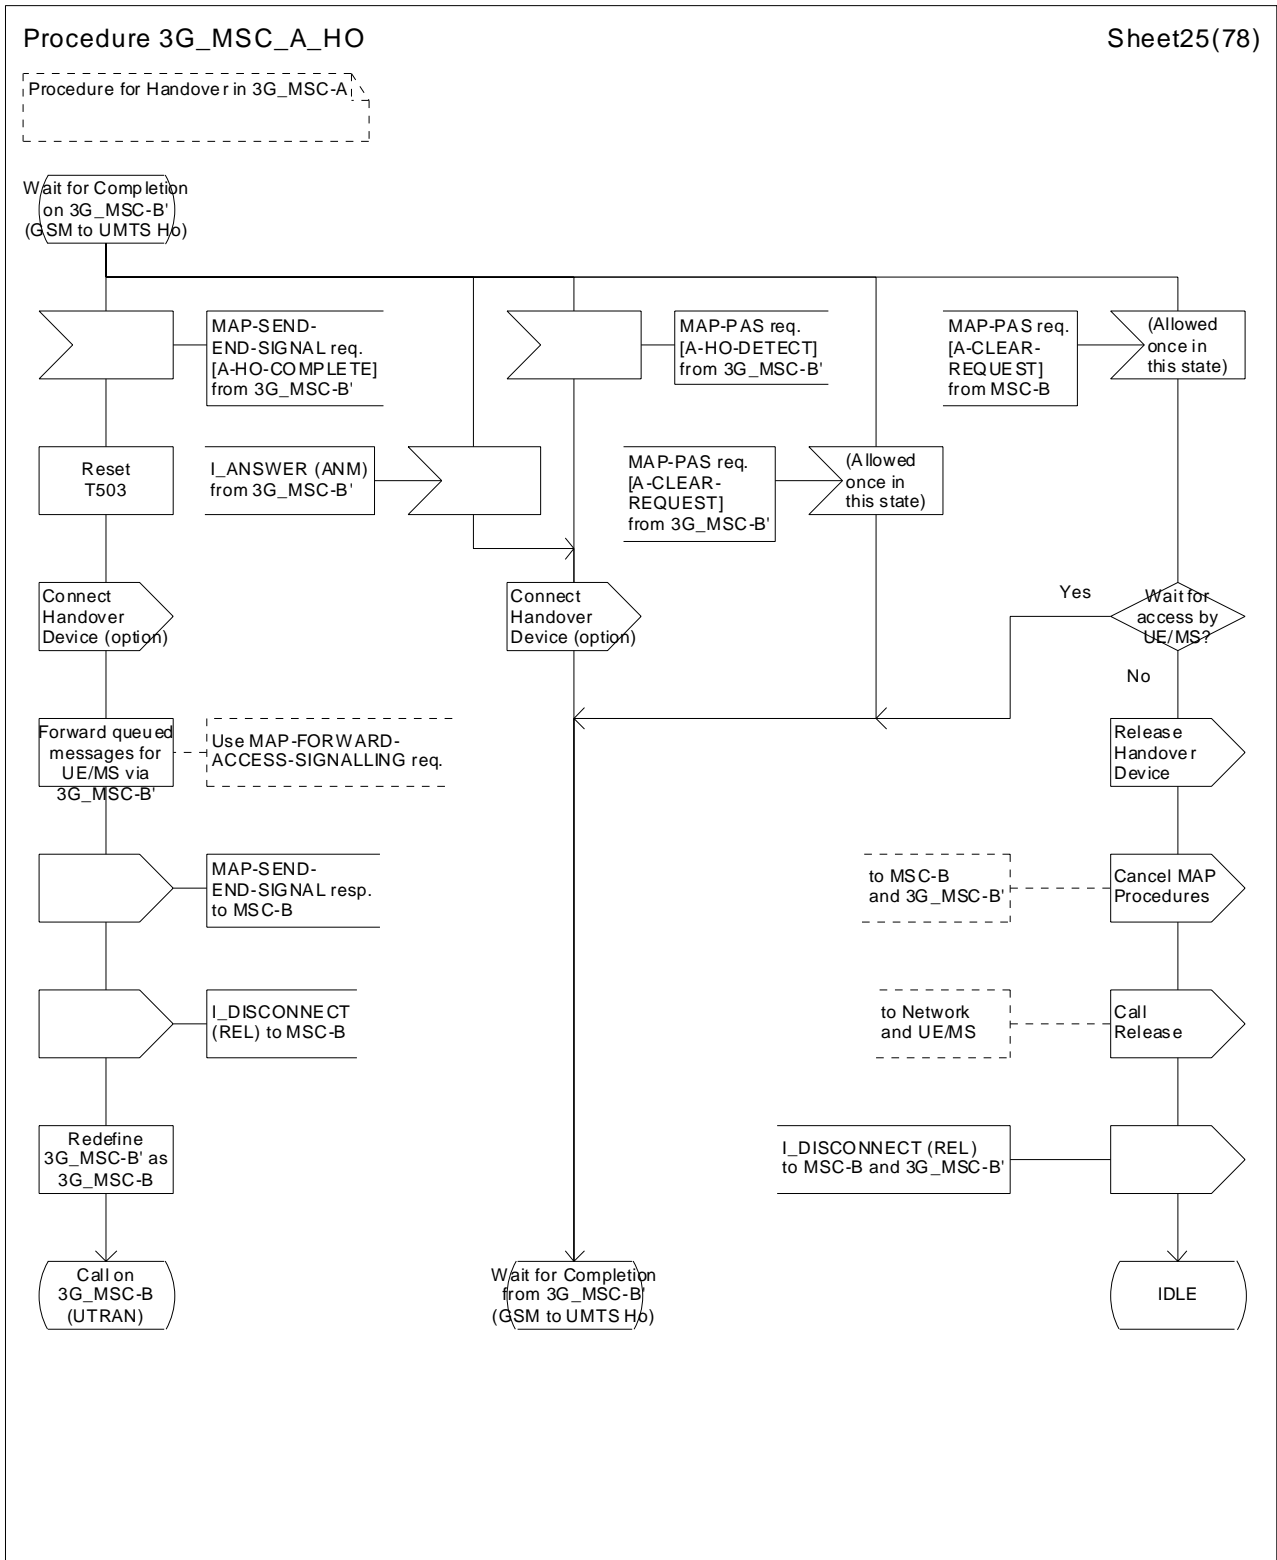 Procedure 3G_MSC_A_HO
Sheet25(78)
Procedure for Handover in 3G_MSC-A
Wait for Completion
on 3G_MSC-B'
(GSM to UMTS Ho)
MAP-SEND-
END-SIGNAL req.
[A-HO-COMPLETE]
from 3G_MSC-B'
MAP-PAS req.
[A-HO-DETECT]
from 3G_MSC-B'
MAP-PAS req.
[A-CLEAR-
REQUEST]
from MSC-B
(Allowed
once in
this state)
Reset
T503
I_ANSWER (ANM)
from 3G_MSC-B'
MAP-PAS req.
[A-CLEAR-
REQUEST]
from 3G_MSC-B'
(Allowed
once in
this state)
Connect
Handover
Device (option)
Connect
Handover
Device (option)
Yes
Wait for
access by
UE/MS?
No
Forward queued
messages for
UE/MS via
3G_MSC-B'
Use MAP-FORWARD-
ACCESS-SIGNALLING req.
Release
Handover
Device
MAP-SEND-
END-SIGNAL resp.
to MSC-B
to MSC-B
and 3G_MSC-B'
Cancel MAP
Procedures
I_DISCONNECT
(REL) to MSC-B
to Network
and UE/MS
Call
Release
Redefine
3G_MSC-B' as
3G_MSC-B
I_DISCONNECT (REL)
to MSC-B and 3G_MSC-B'
Call on
3G_MSC-B
(UTRAN)
Wait for Completion
from 3G_MSC-B'
(GSM to UMTS Ho)
IDLE